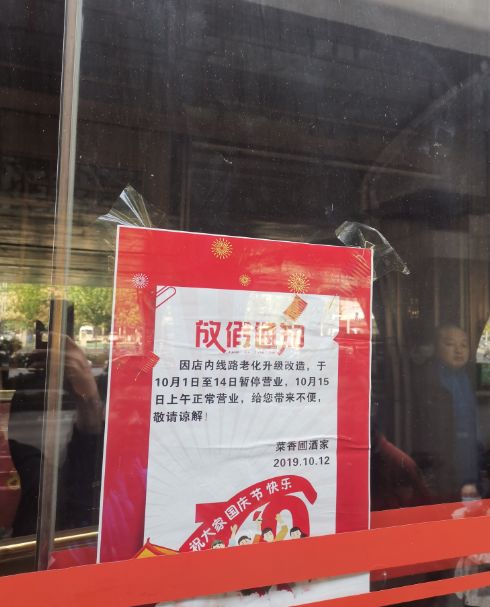 放假通知
因店内线路老化升级改造，于
10月1日至14日暂停营业，10月15
日上午正常营业，给您带来不便，
敬请谅解！
菜香圃酒家
2019.10.12
祝大家国庆节快乐
70